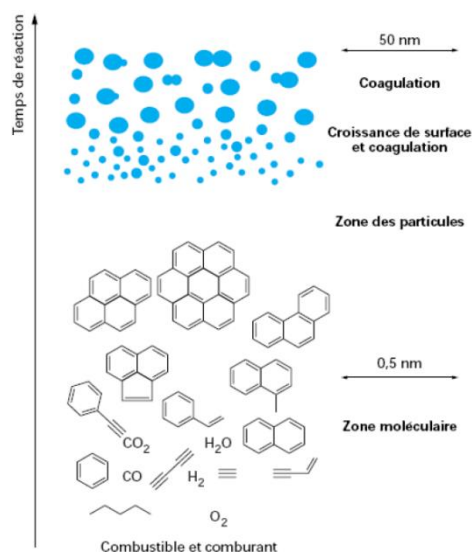 Temps de réaction
50 nm
Coagulation
Croissance de surface
et coagulation
Zone des particules
0,5 nm
CO2
H2O
Zone moléculaire
CO
H2
O2
Combustible et comburant